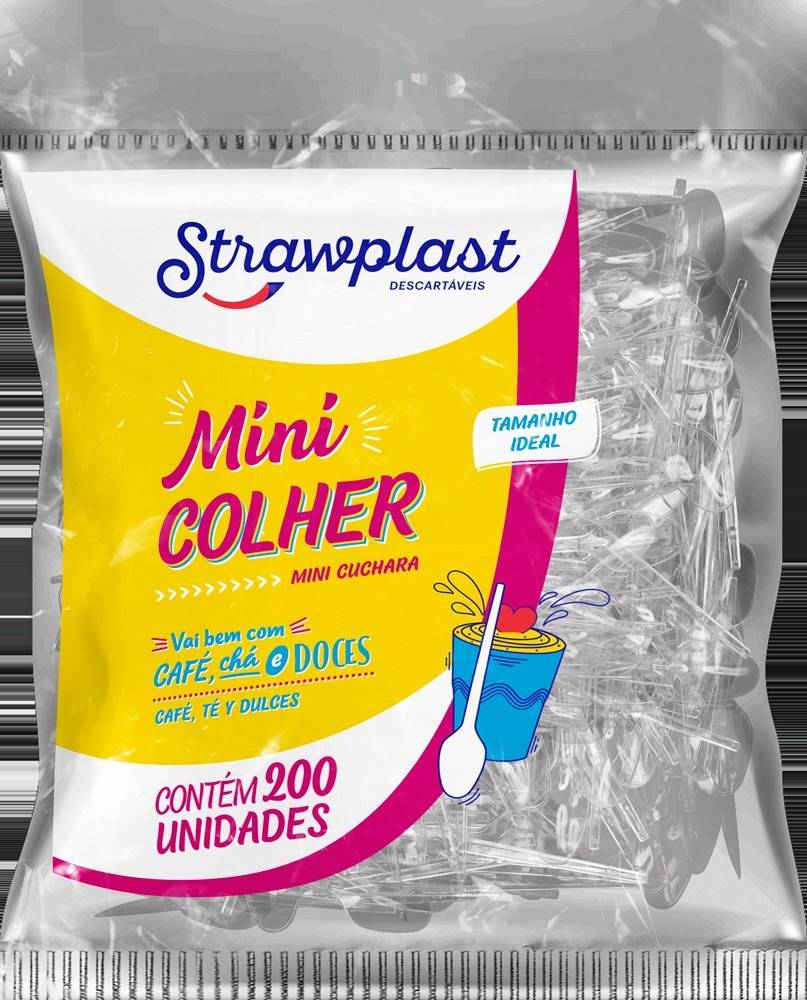 Strawplast
DESCARTÁVEIS
Mini
COLHER
MINI CUCHARA
TAMANHO
IDEAL
Vai bem com
CAFÉ, chá e DOCES
CAFÉ, TÉ Y DULCES
CONTÉM 200
UNIDADES